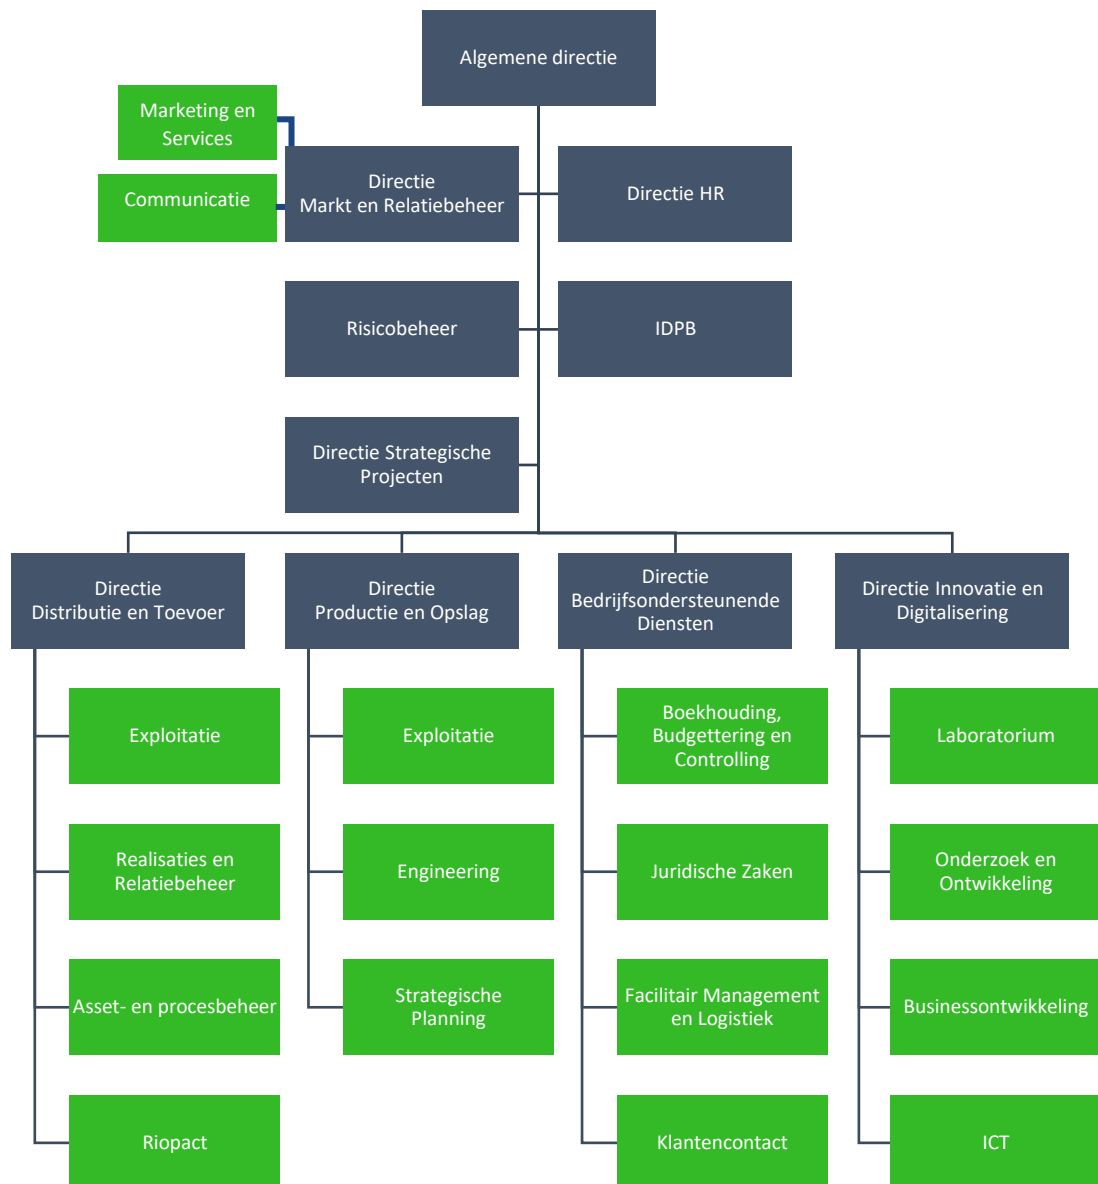 Algemene directie
Marketing en
Services
Communicatie
Directie
Markt en Relatiebeheer
Directie HR
Risicobeheer
IDPB
Directie Strategische
Projecten
Directie
Distributie en Toevoer
Directie
Productie en Opslag
Directie
Bedrijfsondersteunende
Diensten
Directie Innovatie en
Digitalisering
Exploitatie
Exploitatie
Boekhouding,
Budgettering en
Controlling
Laboratorium
Realisaties en
Relatiebeheer
Engineering
Juridische Zaken
Onderzoek en
Ontwikkeling
Asset- en procesbeheer
Strategische
Planning
Facilitair Management
en Logistiek
Businessontwikkeling
Riopact
Klantencontact
ICT